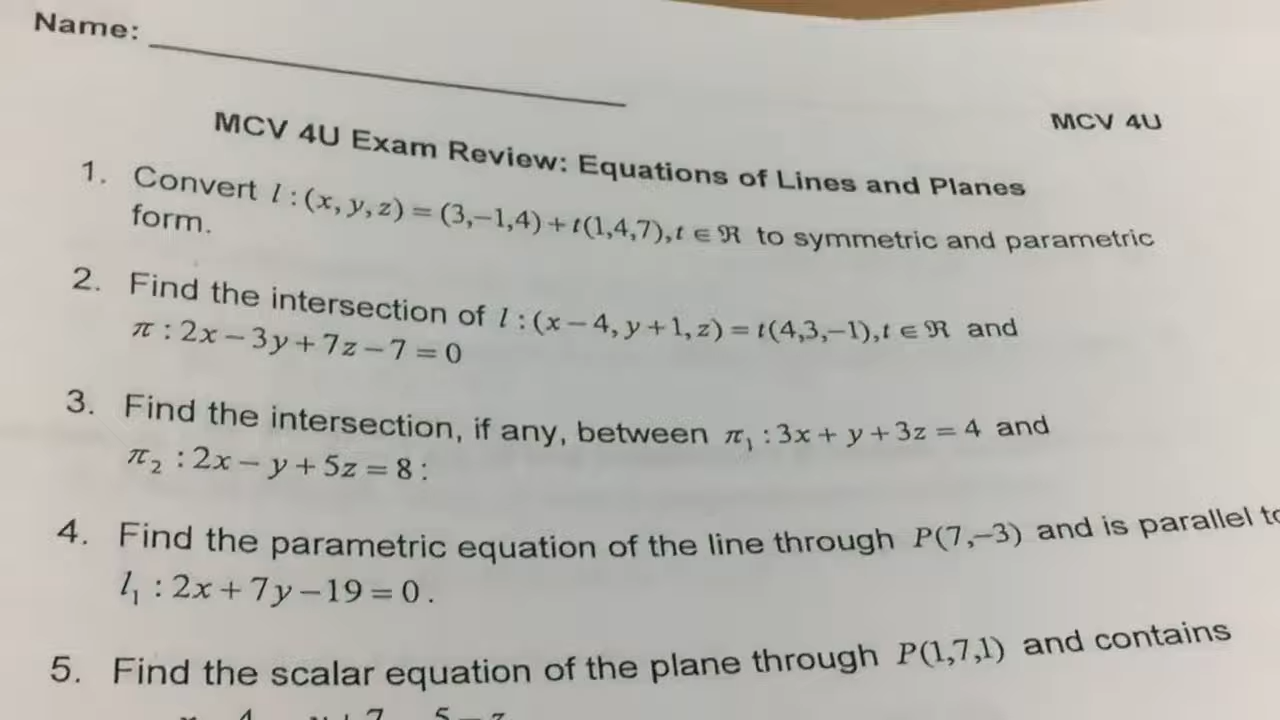 Name:
MCV 4U
MCV 4U Exam Review: Equations of Lines and Planes
1. Convert l : (x, y, z) = (3,−1,4) + t(1,4,7), t ∈ ℜ to symmetric and parametric
form.
2. Find the intersection of l : (x − 4, y + 1, z) = t(4,3,−1), t ∈ ℜ and
π : 2x − 3y + 7z − 7 = 0
3. Find the intersection, if any, between π₁ : 3x + y + 3z = 4 and
π₂ : 2x − y + 5z = 8 :
4. Find the parametric equation of the line through P(7,−3) and is parallel to
l₁ : 2x + 7y − 19 = 0.
5. Find the scalar equation of the plane through P(1,7,1) and contains